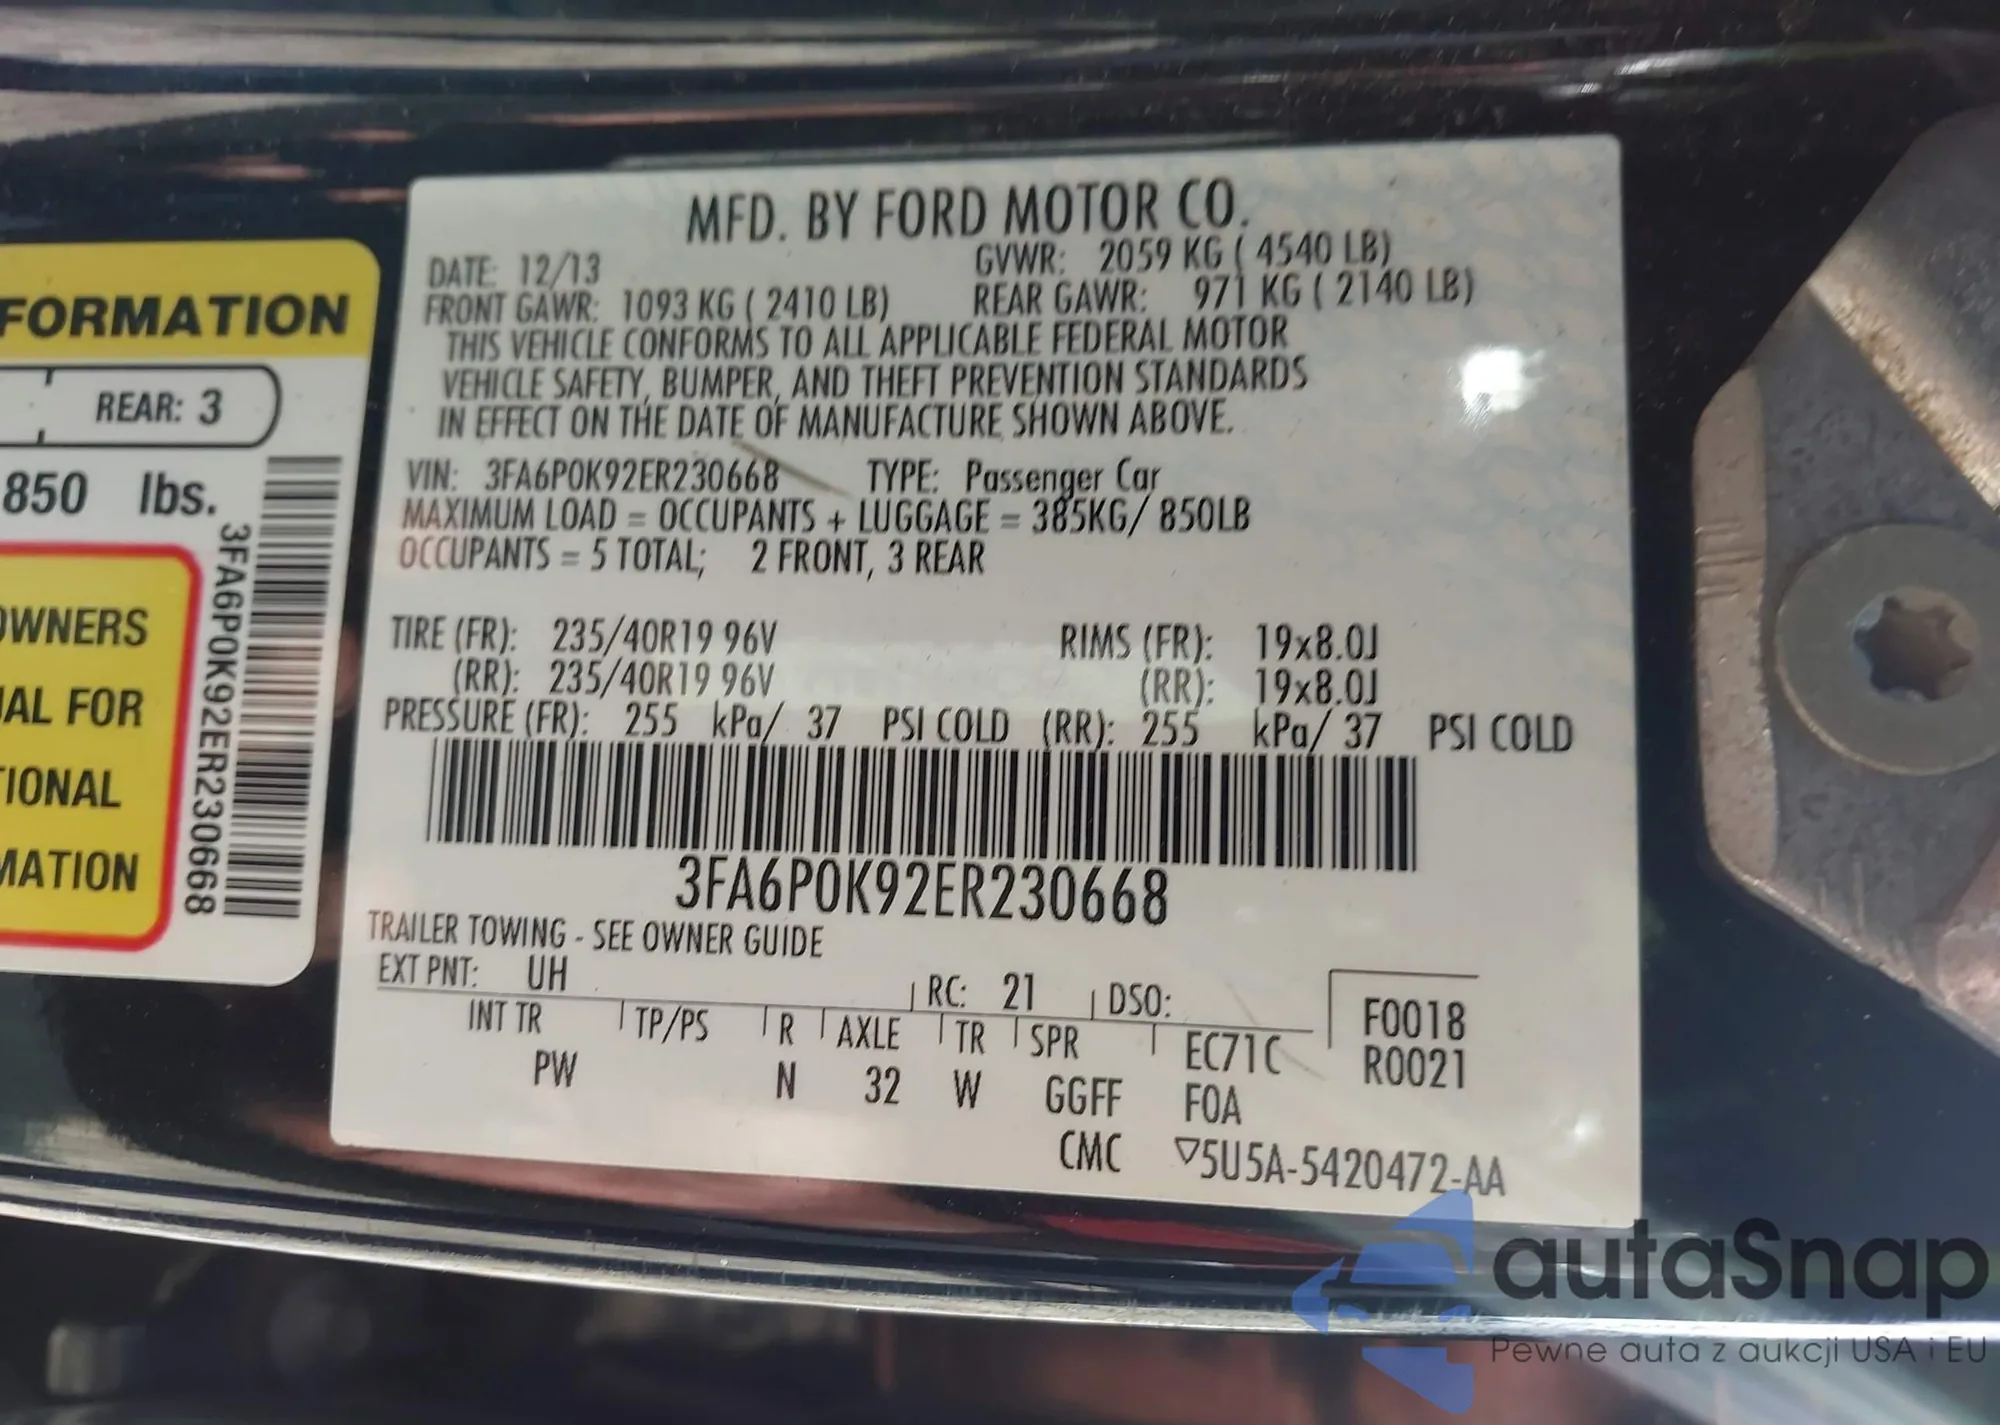 FORMATION
REAR: 3
850 lbs.
OWNERS
AL FOR
TIONAL
MATION
3FA6P0K92ER230668
MFD. BY FORD MOTOR CO.
DATE: 12/13 GVWR: 2059 KG ( 4540 LB)
FRONT GAWR: 1093 KG ( 2410 LB) REAR GAWR: 971 KG ( 2140 LB)
THIS VEHICLE CONFORMS TO ALL APPLICABLE FEDERAL MOTOR
VEHICLE SAFETY, BUMPER, AND THEFT PREVENTION STANDARDS
IN EFFECT ON THE DATE OF MANUFACTURE SHOWN ABOVE.
VIN: 3FA6P0K92ER230668 TYPE: Passenger Car
MAXIMUM LOAD = OCCUPANTS + LUGGAGE = 385KG/ 850LB
OCCUPANTS = 5 TOTAL; 2 FRONT, 3 REAR
TIRE (FR): 235/40R19 96V RIMS (FR): 19x8.0J
(RR): 235/40R19 96V (RR): 19x8.0J
PRESSURE (FR): 255 kPa/ 37 PSI COLD (RR): 255 kPa/ 37 PSI COLD
3FA6P0K92ER230668
TRAILER TOWING - SEE OWNER GUIDE
EXT PNT: UH RC: 21 DSO: F0018
INT TR TP/PS R AXLE TR SPR EC71C R0021
PW N 32 W GGFF F0A
CMC ▽5U5A-5420472-AA
autaSnap
Pewne auta z aukcji USA i EU